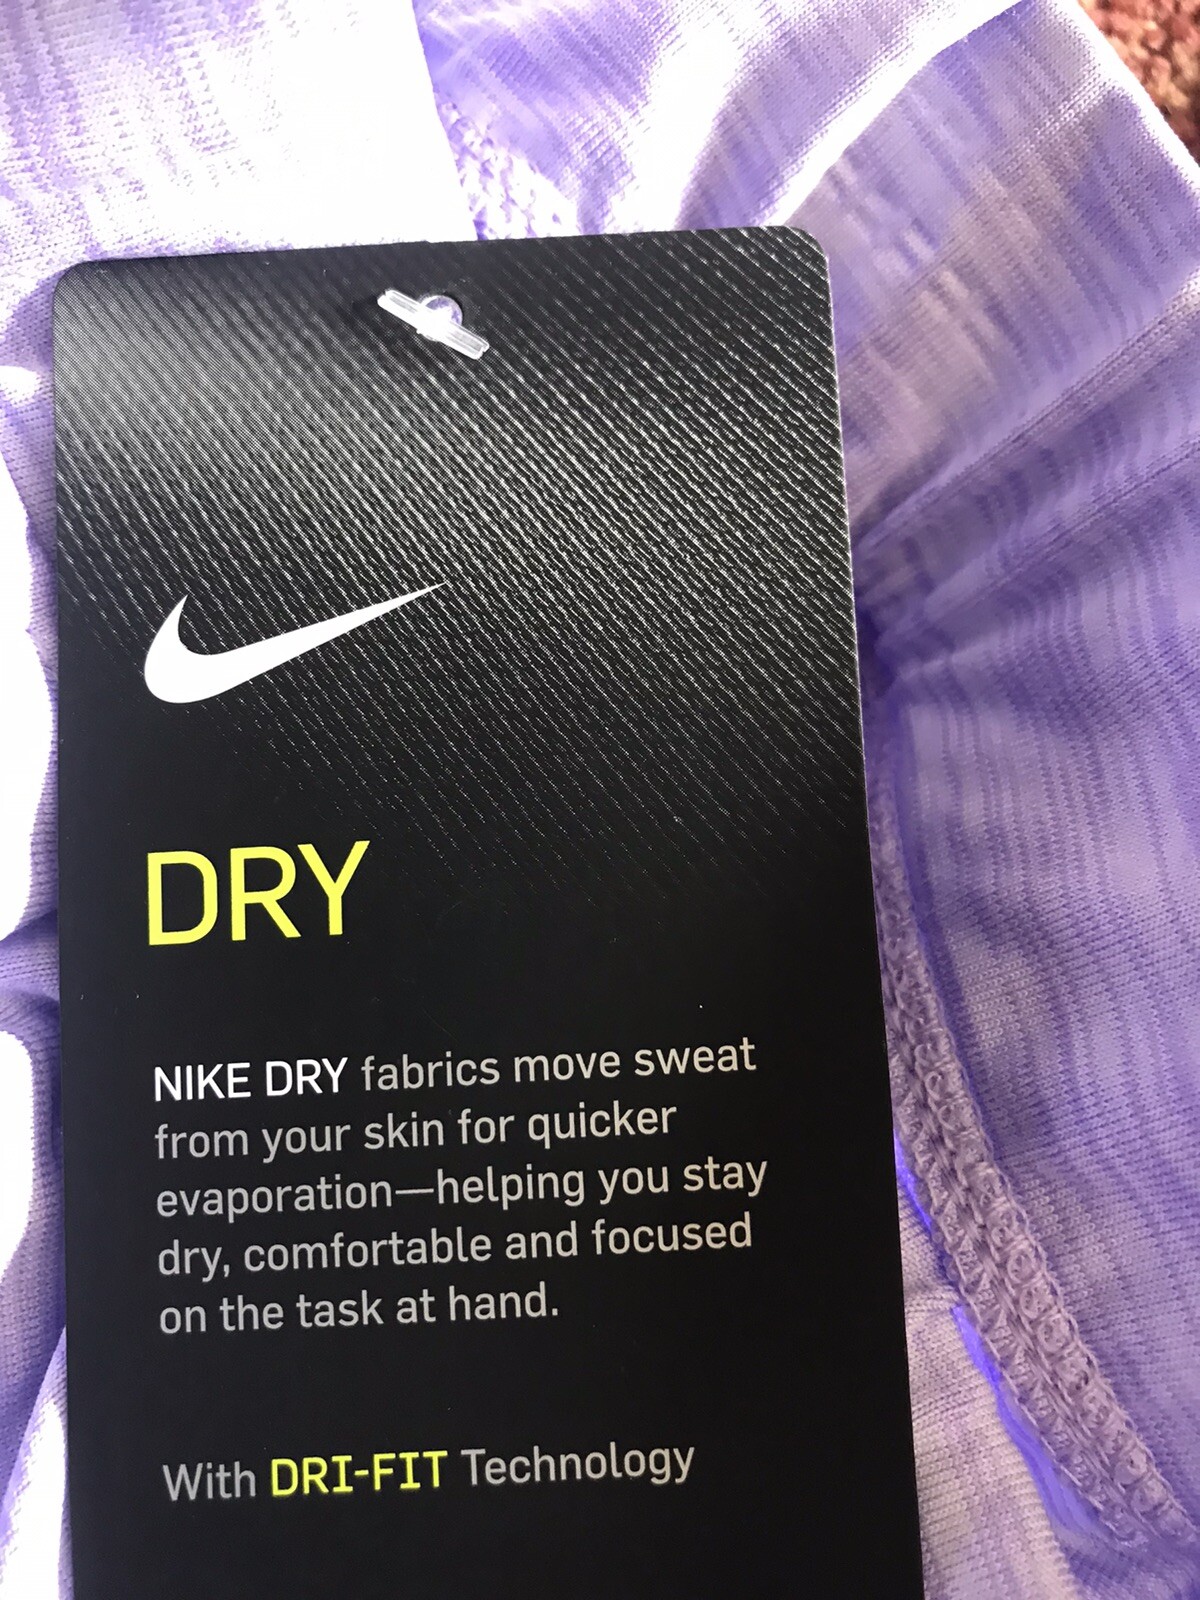 DRY
NIKE DRY fabrics move sweat
from your skin for quicker
evaporation—helping you stay
dry, comfortable and focused
on the task at hand.
With DRI-FIT Technology